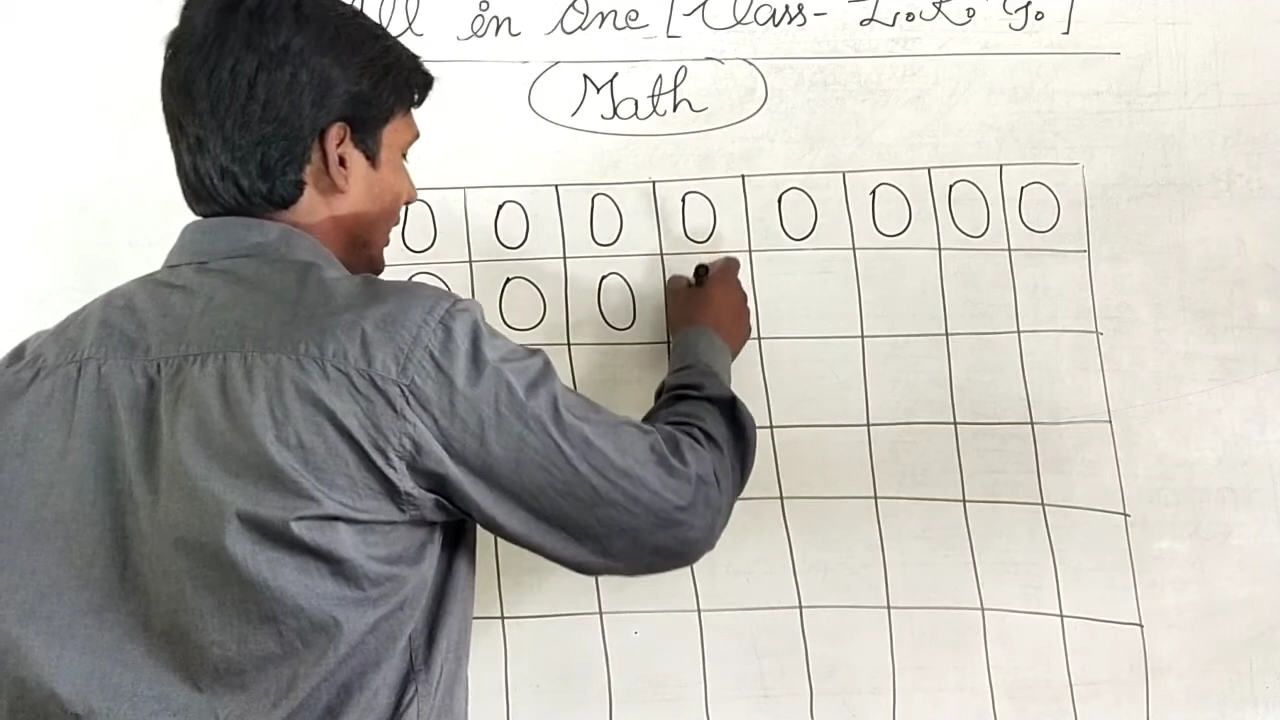 in One [Class- L.K.G.]
Math
0 0 0 0 0 0 0 0
0 0 0